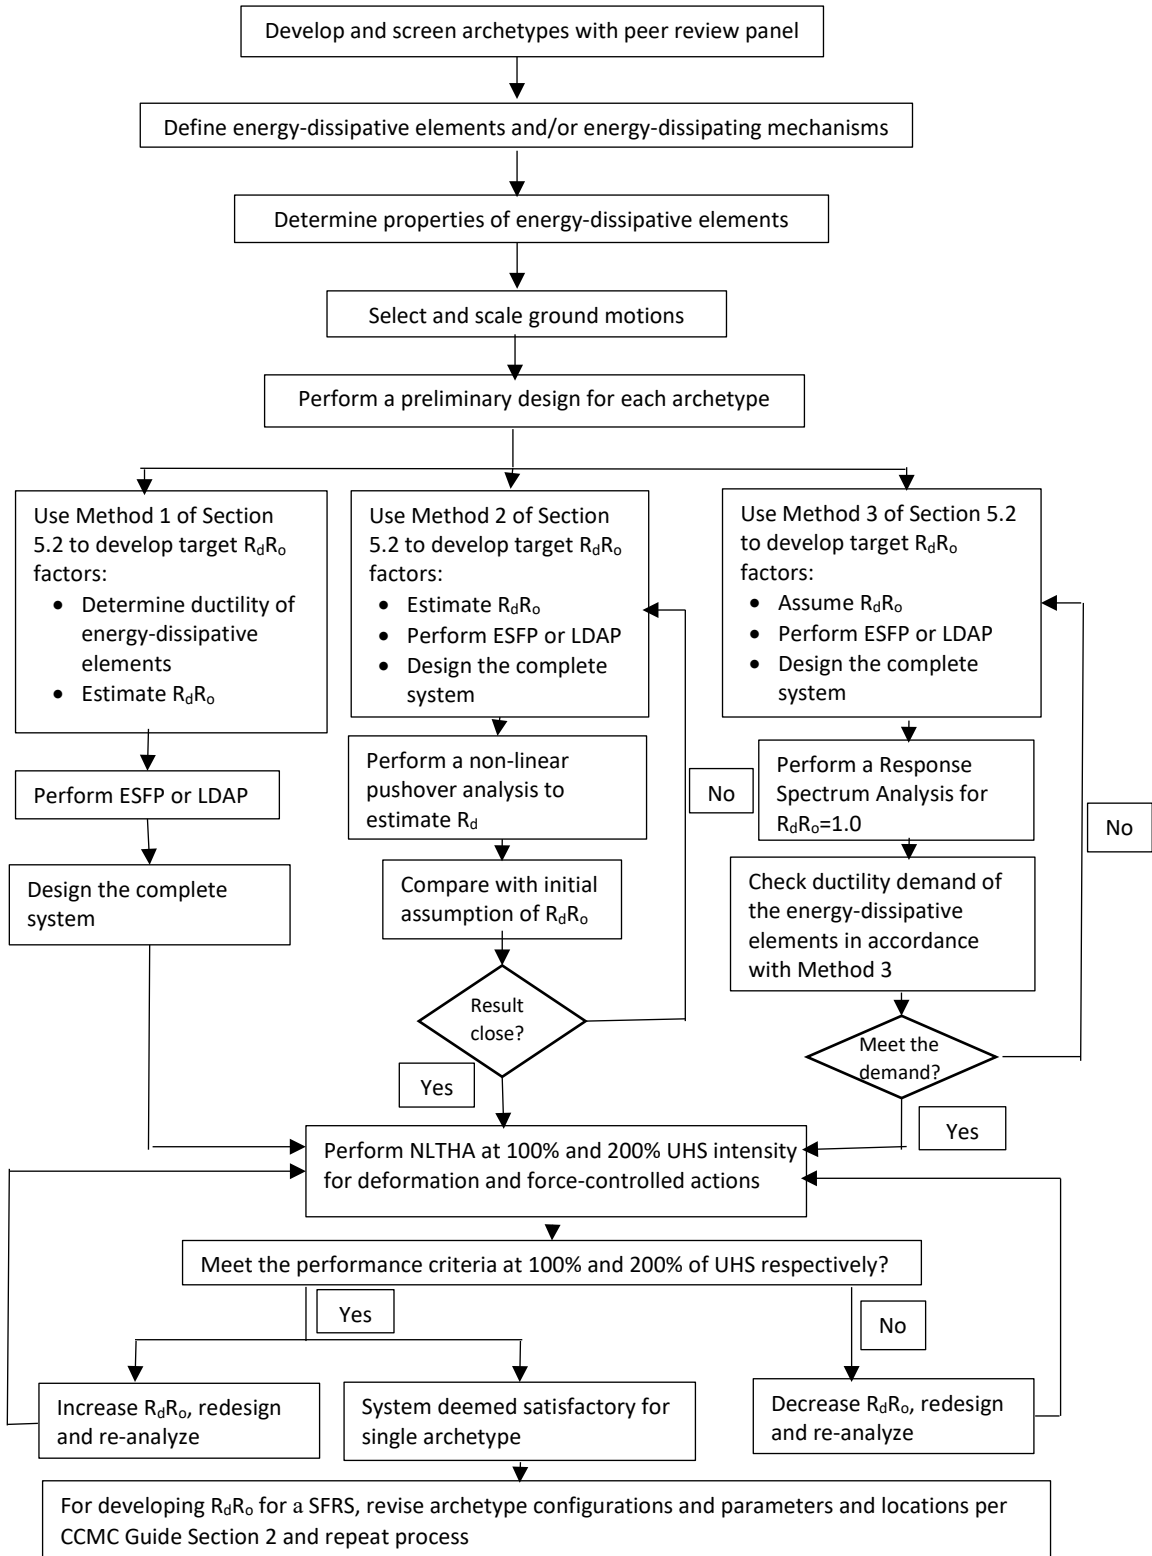 Develop and screen archetypes with peer review panel
Define energy-dissipative elements and/or energy-dissipating mechanisms
Determine properties of energy-dissipative elements
Select and scale ground motions
Perform a preliminary design for each archetype
Use Method 1 of Section
5.2 to develop target RdRo
factors:
• Determine ductility of
energy-dissipative
elements
• Estimate RdRo
Perform ESFP or LDAP
Design the complete
system
Use Method 2 of Section
5.2 to develop target RdRo
factors:
• Estimate RdRo
• Perform ESFP or LDAP
• Design the complete
system
Perform a non-linear
pushover analysis to
estimate Rd
Compare with initial
assumption of RdRo
Result
close?
No
Yes
Use Method 3 of Section 5.2
to develop target RdRo
factors:
• Assume RdRo
• Perform ESFP or LDAP
• Design the complete
system
Perform a Response
Spectrum Analysis for
RdRo=1.0
Check ductility demand of
the energy-dissipative
elements in accordance
with Method 3
Meet the
demand?
No
Yes
Perform NLTHA at 100% and 200% UHS intensity
for deformation and force-controlled actions
Meet the performance criteria at 100% and 200% of UHS respectively?
Yes
No
Increase RdRo, redesign
and re-analyze
System deemed satisfactory for
single archetype
Decrease RdRo, redesign
and re-analyze
For developing RdRo for a SFRS, revise archetype configurations and parameters and locations per
CCMC Guide Section 2 and repeat process